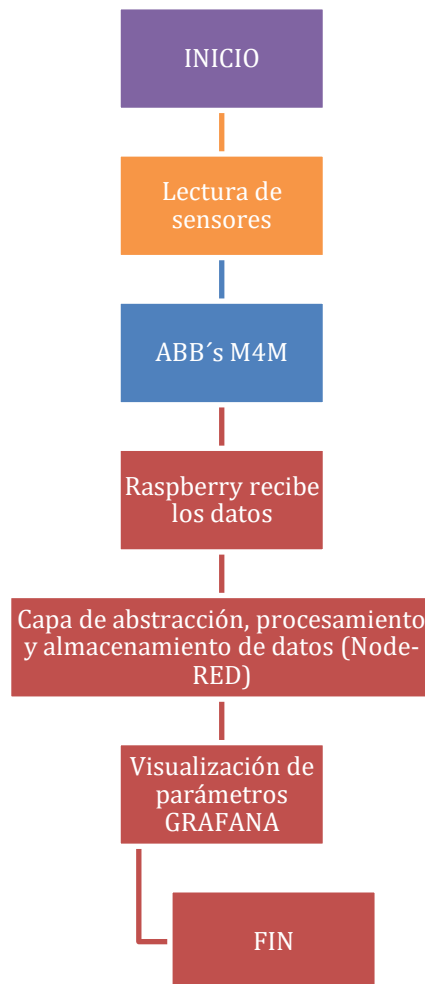 INICIO
Lectura de
sensores
ABB´s M4M
Raspberry recibe
los datos
Capa de abstracción, procesamiento
y almacenamiento de datos (Node-
RED)
Visualización de
parámetros
GRAFANA
FIN